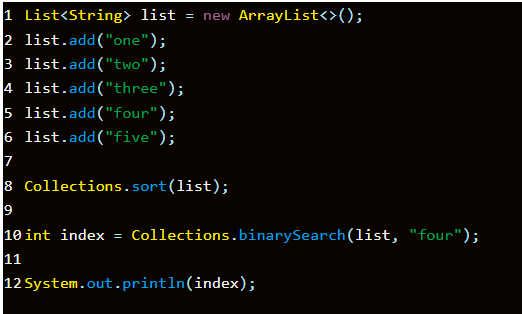 1 List<String> list = new ArrayList<>();
2 list.add("one");
3 list.add("two");
4 list.add("three");
5 list.add("four");
6 list.add("five");
7
8 Collections.sort(list);
9
10 int index = Collections.binarySearch(list, "four");
11
12 System.out.println(index);